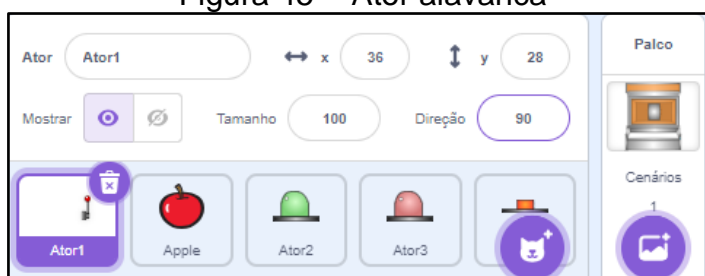 Figura 48 – Ator alavanca
Ator Ator1 x 36 y 28
Mostrar Tamanho 100 Direção 90
Palco
Cenários
1
Ator1 Apple Ator2 Ator3